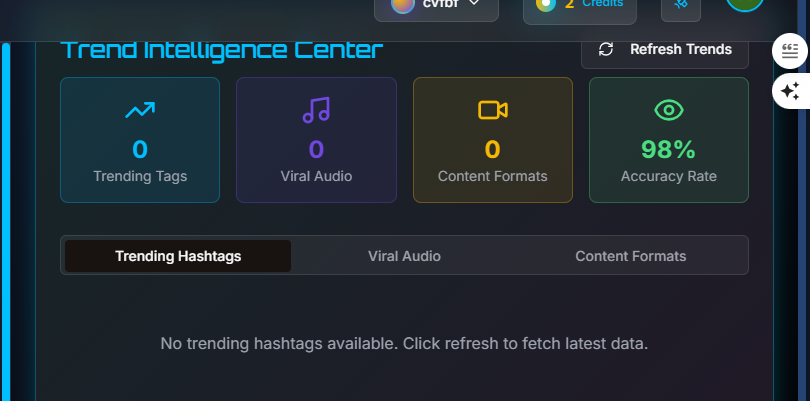 cvfbf
2 Credits
Trend Intelligence Center
Refresh Trends
0
Trending Tags
0
Viral Audio
0
Content Formats
98%
Accuracy Rate
Trending Hashtags
Viral Audio
Content Formats
No trending hashtags available. Click refresh to fetch latest data.